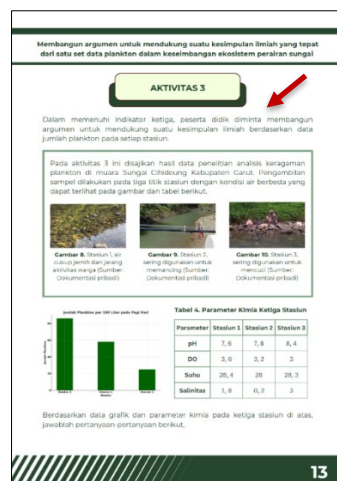 Membangun argumen untuk mendukung suatu kesimpulan ilmiah yang tepat
dari satu set data plankton dalam keseimbangan ekosistem perairan sungai
AKTIVITAS 3
Dalam memenuhi indikator ketiga, peserta didik diminta membangun
argumen untuk mendukung suatu kesimpulan ilmiah berdasarkan data
jumlah plankton pada setiap stasiun.
Pada aktivitas 3 ini disajikan hasil data penelitian analisis keragaman
plankton di muara Sungai Cihideung Kabupaten Garut. Pengambilan
sampel dilakukan pada tiga titik stasiun dengan kondisi air berbeda yang
dapat terlihat pada gambar dan tabel berikut.
Gambar 8. Stasiun 1, air
cukup jernih dan jarang
aktivitas warga (Sumber:
Dokumentasi pribadi)
Gambar 9. Stasiun 2,
sering digunakan untuk
memancing (Sumber:
Dokumentasi pribadi)
Gambar 10. Stasiun 3,
sering digunakan untuk
mencuci (Sumber:
Dokumentasi pribadi)
Jumlah Plankton per 100 Liter pada Pagi Hari
Stasiun 1 Stasiun 2 Stasiun 3
Stasiun
Tabel 4. Parameter Kimia Ketiga Stasiun
Parameter Stasiun 1 Stasiun 2 Stasiun 3
pH 7, 6 7, 8 8, 4
DO 3, 6 3, 2 3
Suhu 28, 4 28 28, 3
Salinitas 1, 8 0, 2 3
Berdasarkan data grafik dan parameter kimia pada ketiga stasiun di atas,
jawablah pertanyaan-pertanyaan berikut,
13